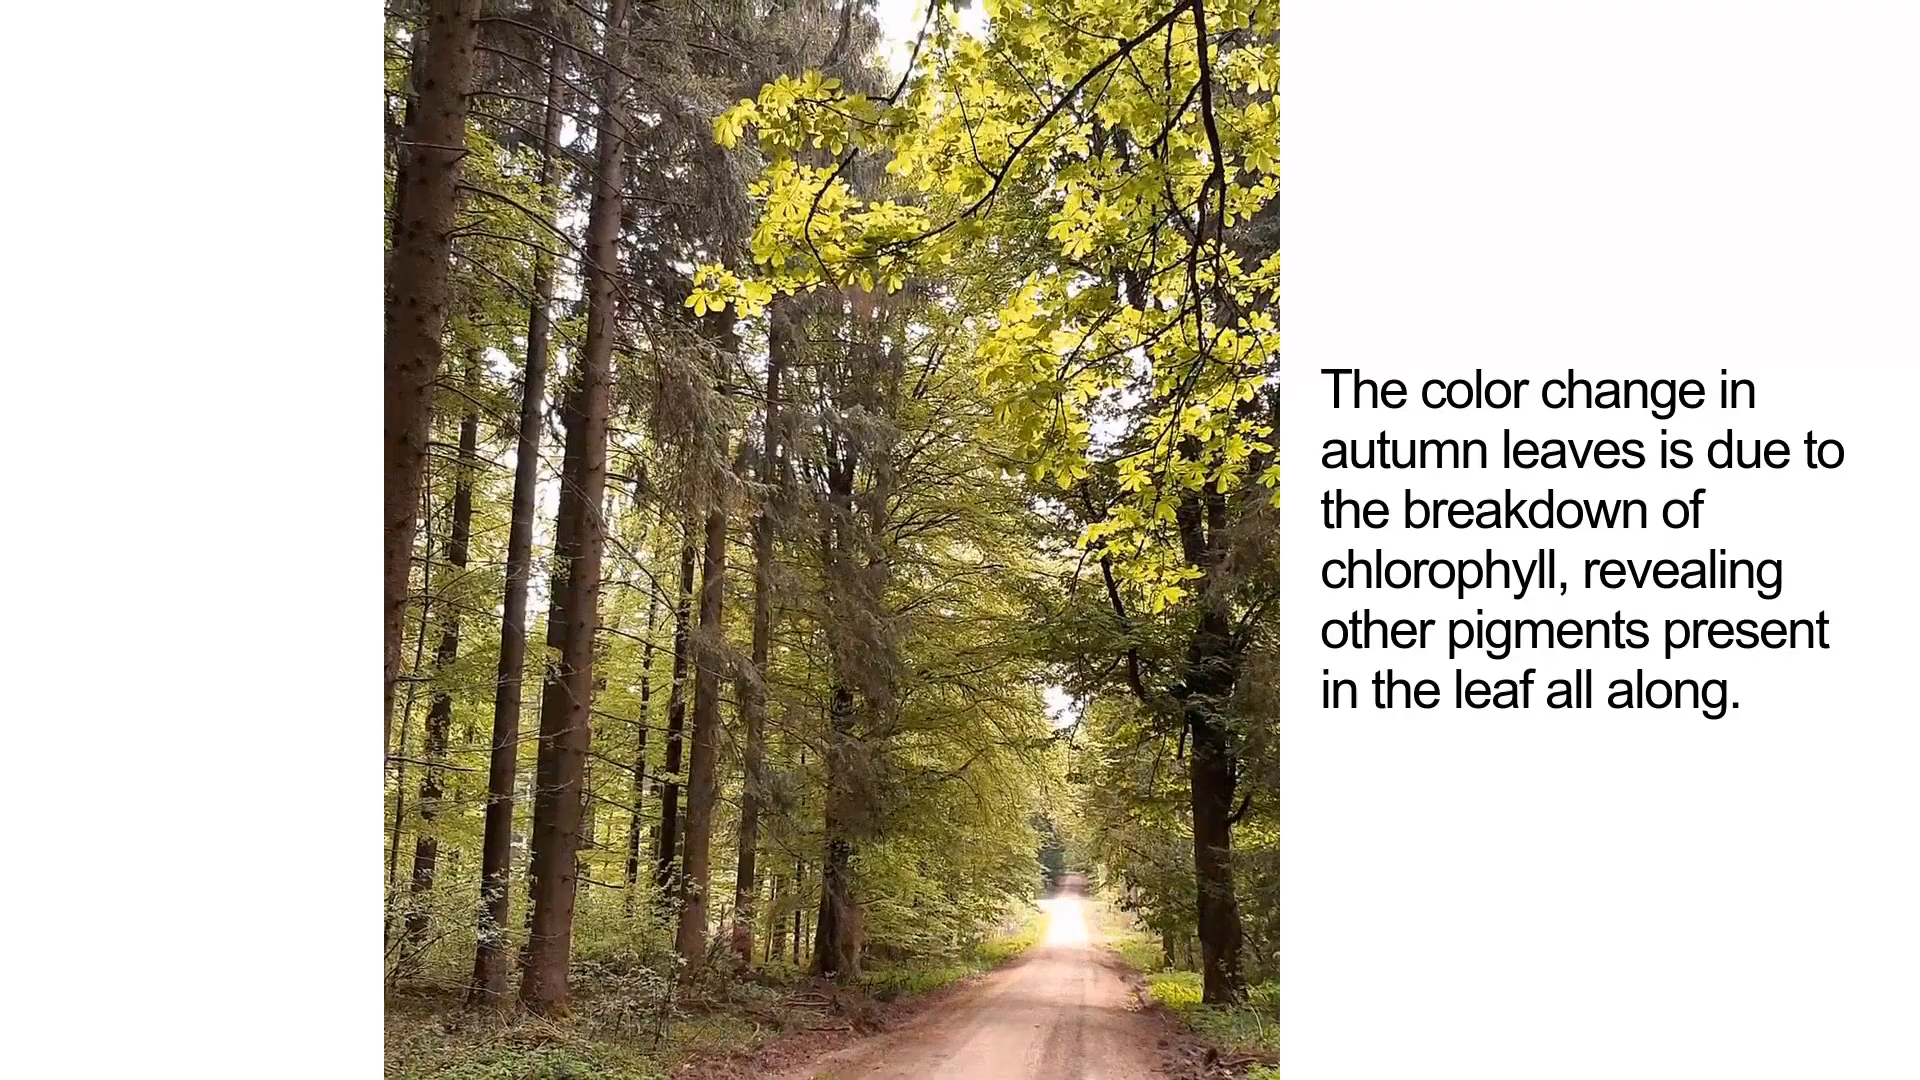 The color change in
autumn leaves is due to
the breakdown of
chlorophyll, revealing
other pigments present
in the leaf all along.